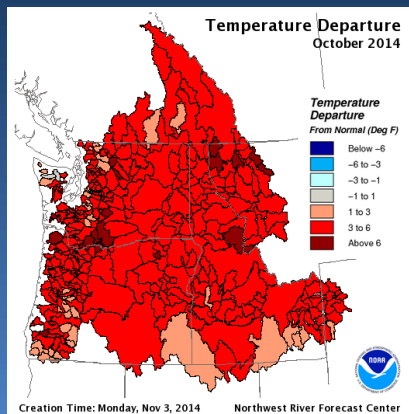 Temperature Departure
October 2014
Temperature
Departure
From Normal (Deg F)
Below -6
-6 to -3
-3 to -1
-1 to 1
1 to 3
3 to 6
Above 6
NOAA
Creation Time: Monday, Nov 3, 2014 Northwest River Forecast Center